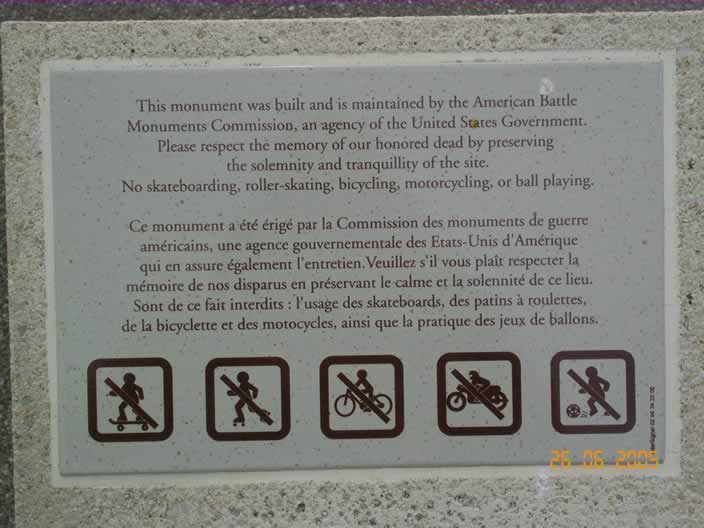 This monument was built and is maintained by the American Battle
Monuments Commission, an agency of the United States Government.
Please respect the memory of our honored dead by preserving
the solemnity and tranquillity of the site.
No skateboarding, roller-skating, bicycling, motorcycling, or ball playing.
Ce monument a été érigé par la Commission des monuments de guerre
américains, une agence gouvernementale des Etats-Unis d'Amérique
qui en assure également l'entretien.Veuillez s'il vous plaît respecter la
mémoire de nos disparus en préservant le calme et la solennité de ce lieu.
Sont de ce fait interdits : l'usage des skateboards, des patins à roulettes,
de la bicyclette et des motocycles, ainsi que la pratique des jeux de ballons.
26 06 2005